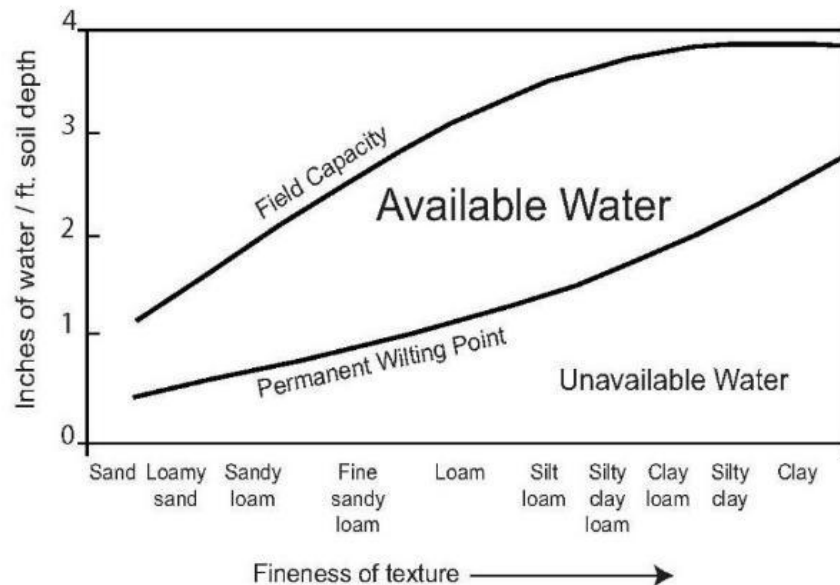 4
3
2
1
0
Inches of water / ft. soil depth
Field Capacity
Available Water
Permanent Wilting Point
Unavailable Water
Sand
Loamy
sand
Sandy
loam
Fine
sandy
loam
Loam
Silt
loam
Silty
clay
loam
Clay
loam
Silty
clay
Clay
Fineness of texture